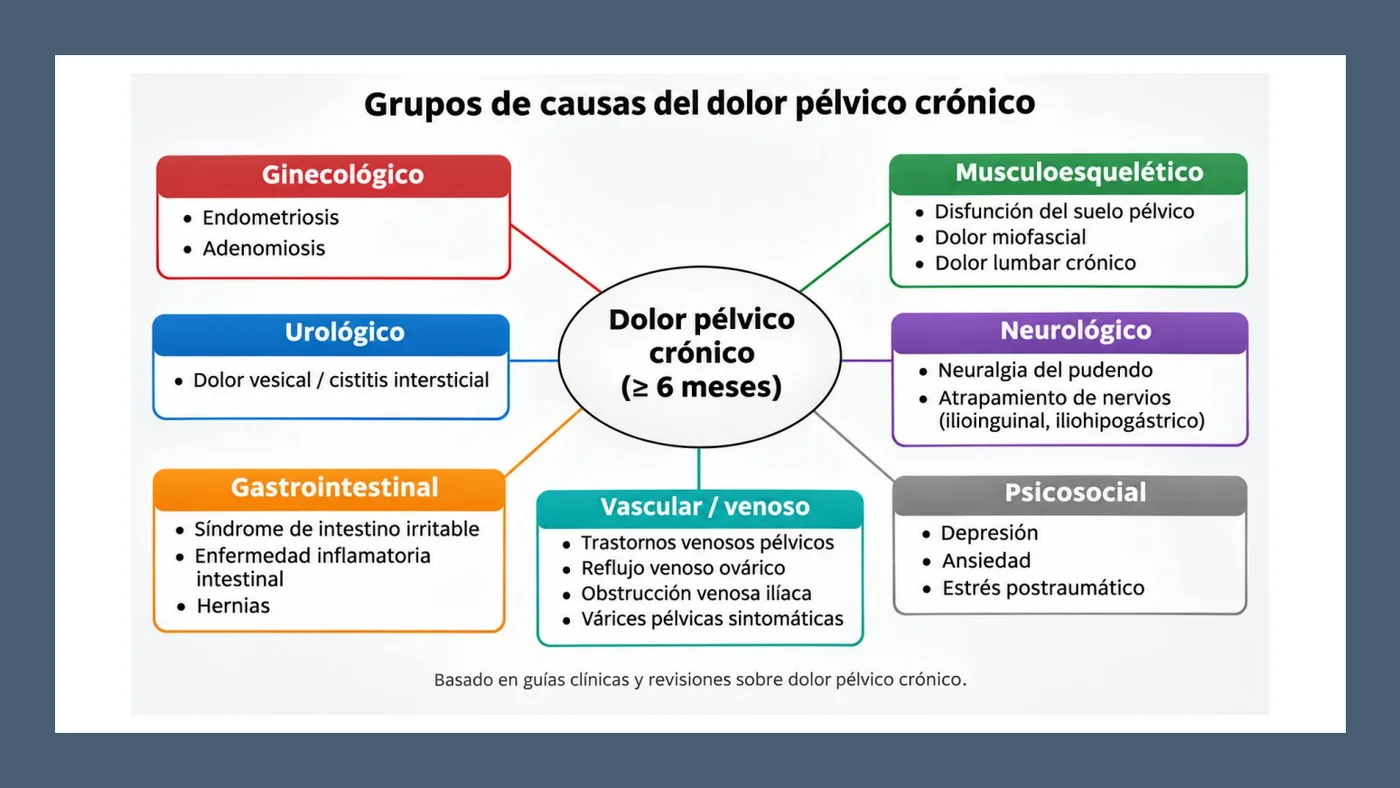 Grupos de causas del dolor pélvico crónico
Ginecológico
• Endometriosis
• Adenomiosis
Urológico
• Dolor vesical / cistitis intersticial
Gastrointestinal
• Síndrome de intestino irritable
• Enfermedad inflamatoria
intestinal
• Hernias
Dolor pélvico
crónico
(≥ 6 meses)
Vascular / venoso
• Trastornos venosos pélvicos
• Reflujo venoso ovárico
• Obstrucción venosa ilíaca
• Várices pélvicas sintomáticas
Musculoesquelético
• Disfunción del suelo pélvico
• Dolor miofascial
• Dolor lumbar crónico
Neurológico
• Neuralgia del pudendo
• Atrapamiento de nervios
(ilioinguinal, iliohipogástrico)
Psicosocial
• Depresión
• Ansiedad
• Estrés postraumático
Basado en guías clínicas y revisiones sobre dolor pélvico crónico.